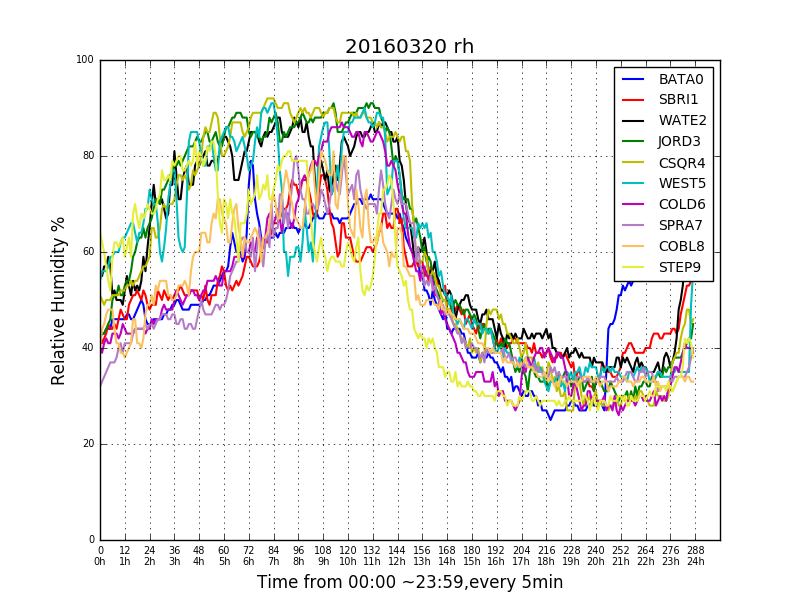 20160320 rh
100
80
60
40
20
0
Relative Humidity %
BATA0
SBRI1
WATE2
JORD3
CSQR4
WEST5
COLD6
SPRA7
COBL8
STEP9
0 12 24 36 48 60 72 84 96 108 120 132 144 156 168 180 192 204 216 228 240 252 264 276 288
0h 1h 2h 3h 4h 5h 6h 7h 8h 9h 10h 11h 12h 13h 14h 15h 16h 17h 18h 19h 20h 21h 22h 23h 24h
Time from 00:00 ~23:59,every 5min